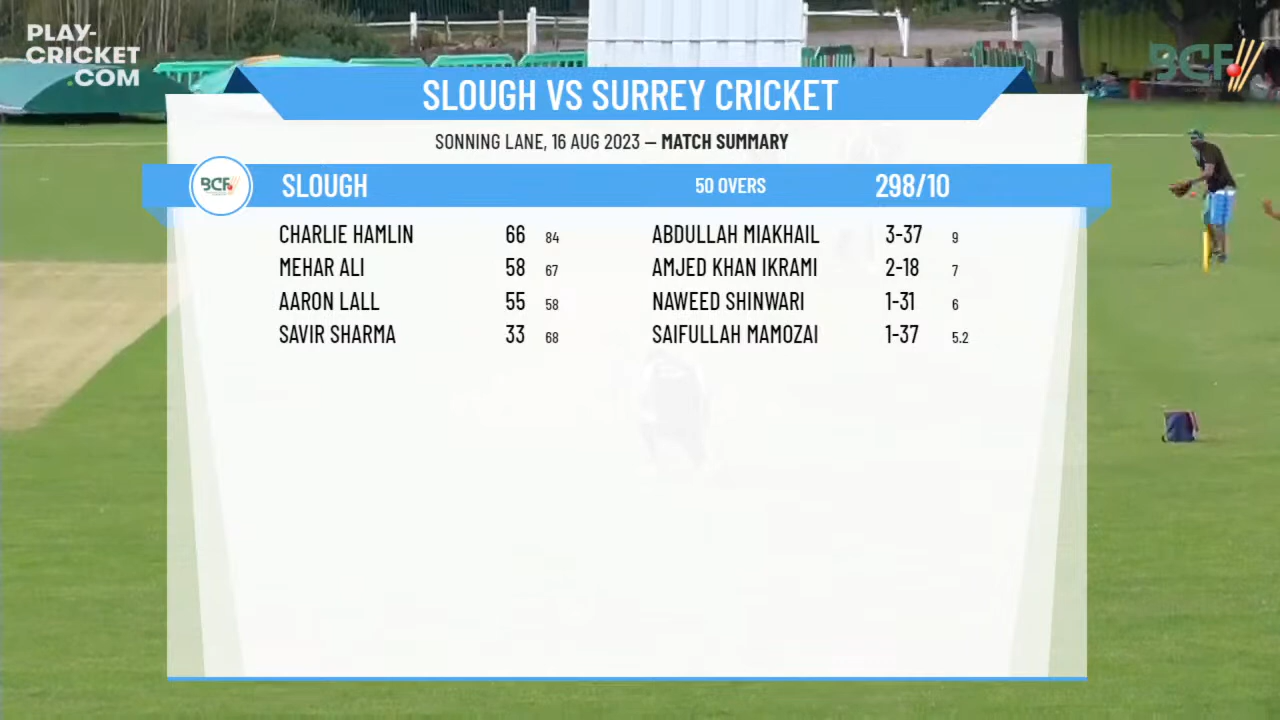 PLAY-
CRICKET
.COM
BCF
SLOUGH VS SURREY CRICKET
SONNING LANE, 16 AUG 2023 – MATCH SUMMARY
BCF SLOUGH 50 OVERS 298/10
CHARLIE HAMLIN 66 84 ABDULLAH MIAKHAIL 3-37 9
MEHAR ALI 58 67 AMJED KHAN IKRAMI 2-18 7
AARON LALL 55 58 NAWEED SHINWARI 1-31 6
SAVIR SHARMA 33 68 SAIFULLAH MAMOZAI 1-37 5.2